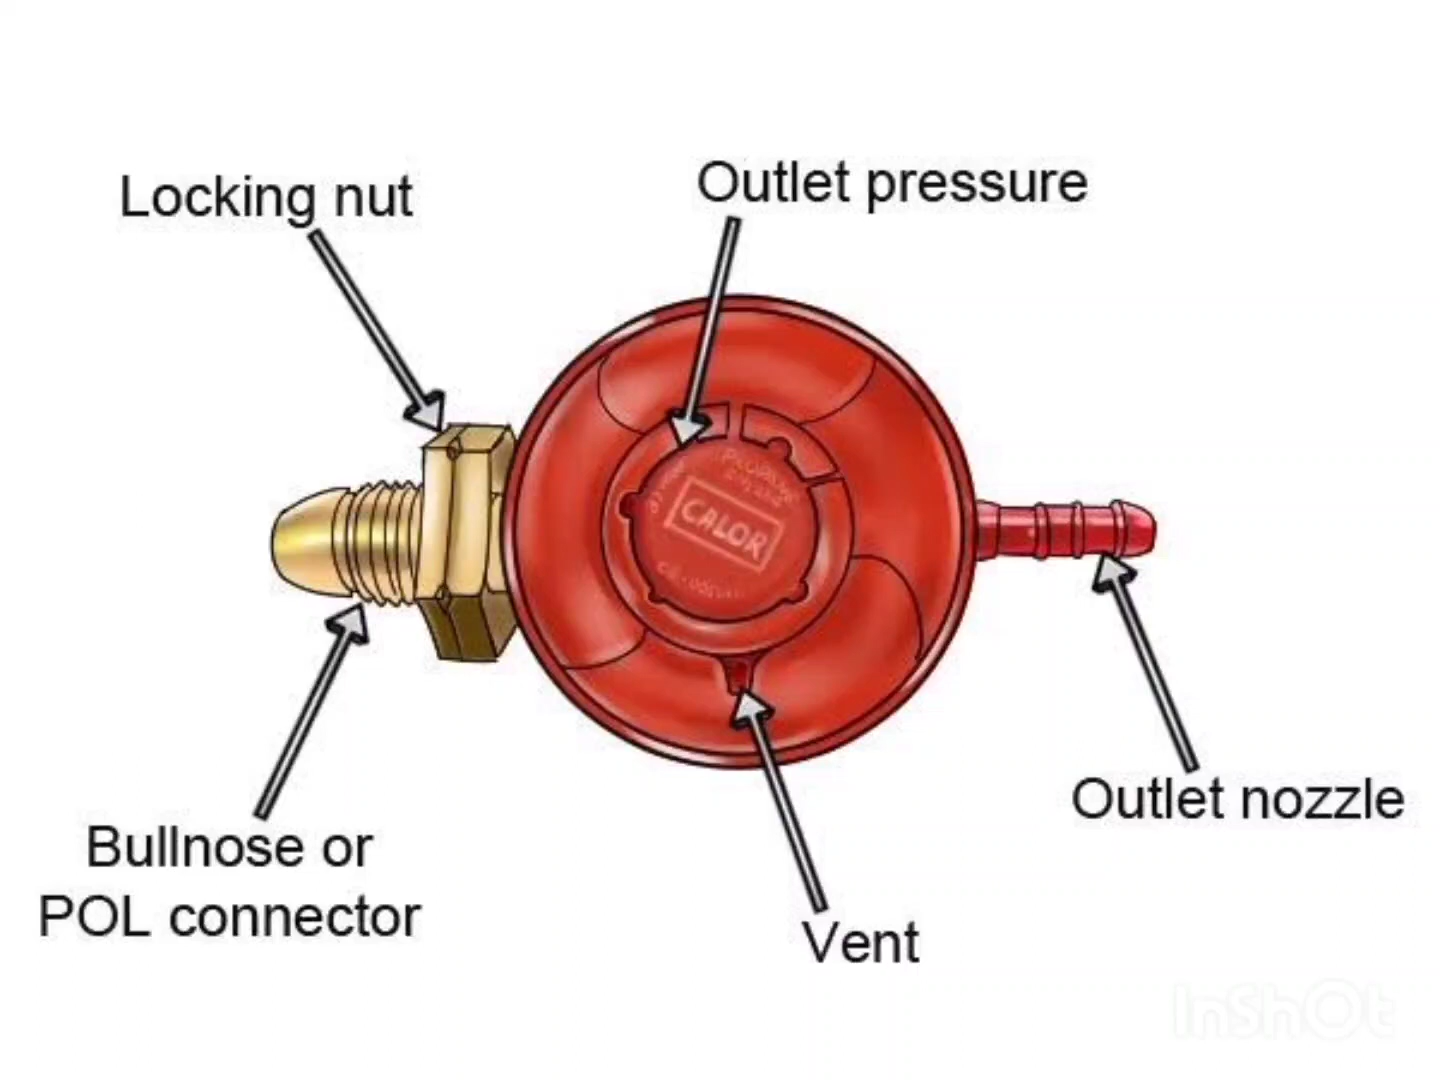 Locking nut
Outlet pressure
CALOR
Outlet nozzle
Bullnose or
POL connector
Vent
InShOt